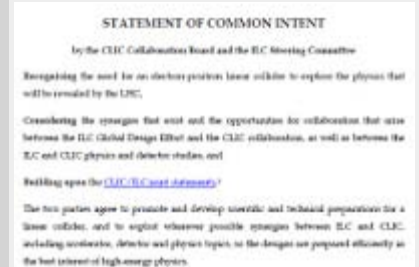 STATEMENT OF COMMON INTENT
by the CLIC Collaboration Board and the ILC Steering Committee
Recognising the need for an electron-positron linear collider to explore the physics that
will be revealed by the LHC,
Considering the synergies that exist and the opportunities for collaboration that arise
between the ILC Global Design Effort and the CLIC collaboration, as well as between the
ILC and CLIC physics and detector studies, and
Building upon the CLIC/ILC joint statements,
The two parties agree to promote and develop scientific and technical preparations for a
linear collider, and to exploit wherever possible synergies between ILC and CLIC,
including accelerator, detector and physics topics, so the designs are prepared efficiently in
the best interest of high-energy physics.